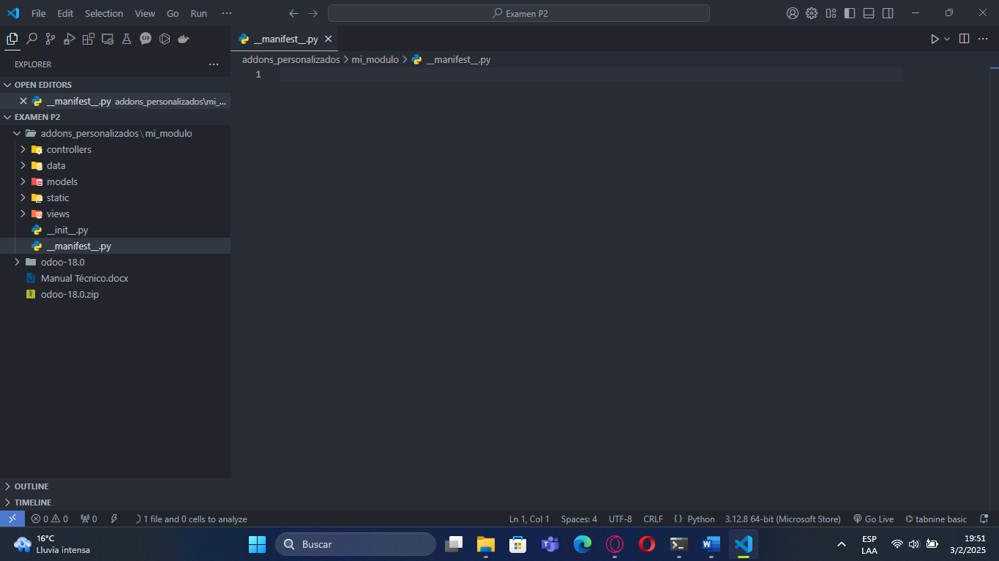 File Edit Selection View Go Run ···
Examen P2
EXPLORER ···
OPEN EDITORS
__manifest__.py addons_personalizados\mi_...
EXAMEN P2
addons_personalizados\mi_modulo
controllers
data
models
static
views
__init__.py
__manifest__.py
odoo-18.0
Manual Técnico.docx
odoo-18.0.zip
OUTLINE
TIMELINE
__manifest__.py
addons_personalizados > mi_modulo > __manifest__.py
1
0 0 0 1 file and 0 cells to analyze Ln 1, Col 1 Spaces: 4 UTF-8 CRLF {} Python 3.12.8 64-bit (Microsoft Store) Go Live tabnine basic
16°C
Lluvia intensa
Buscar
ESP
LAA
19:51
3/2/2025